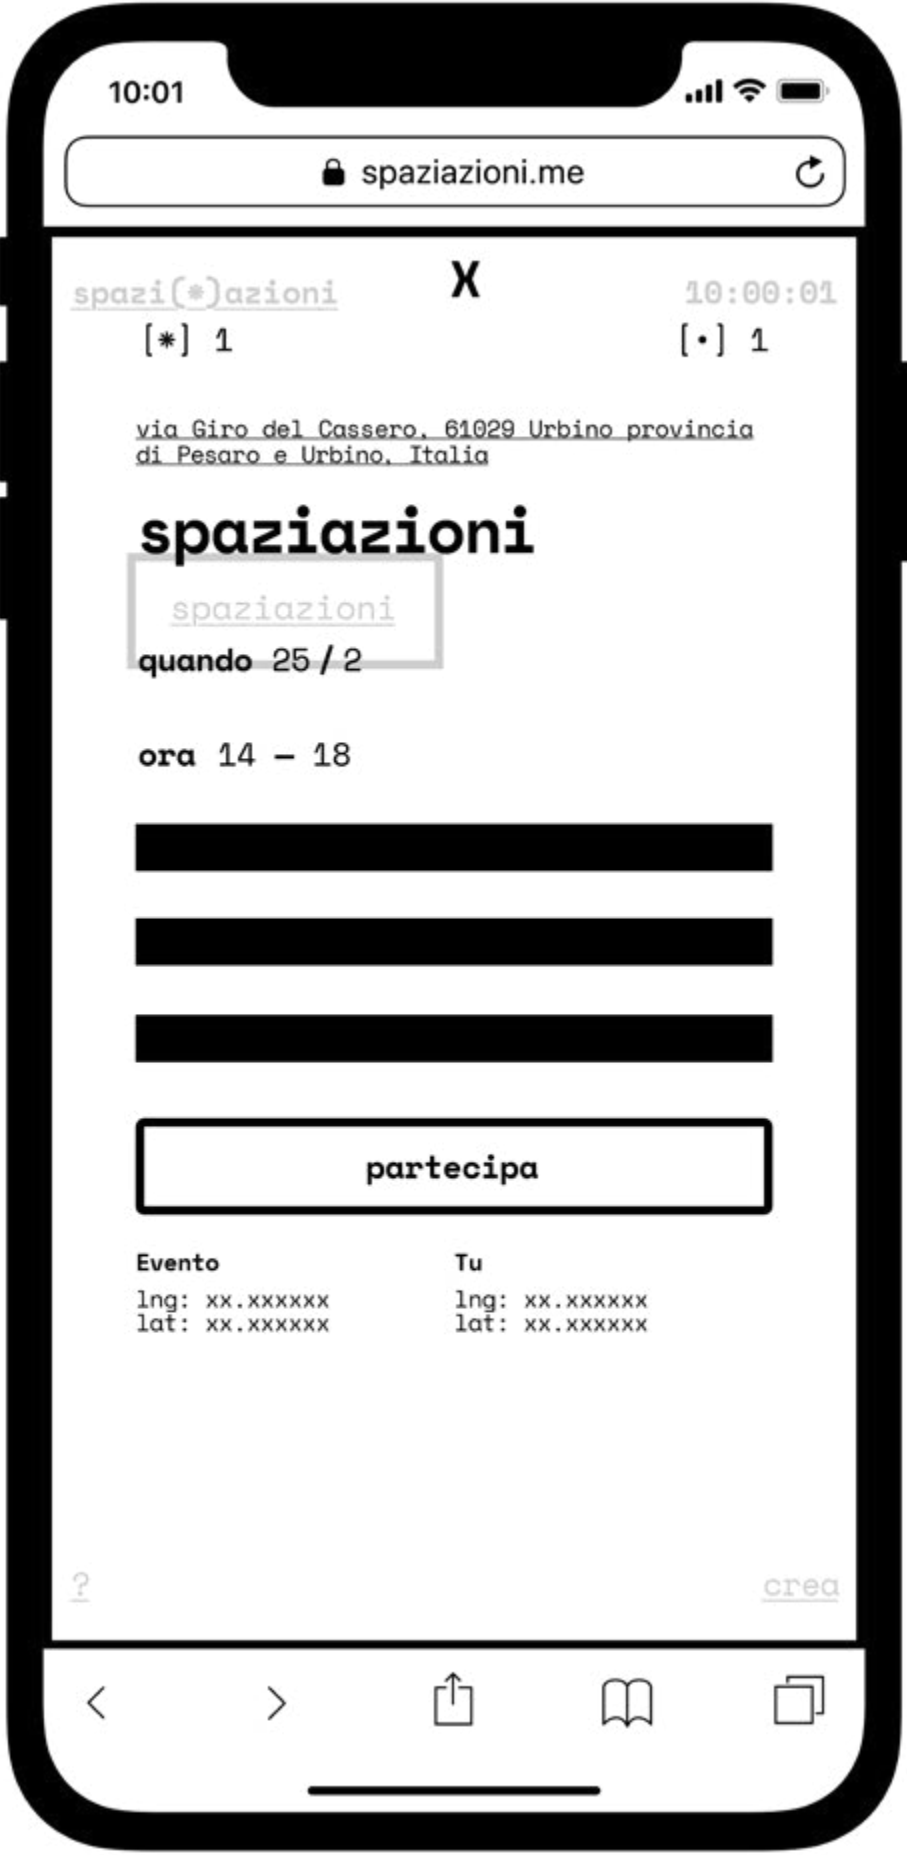 10:01
spaziazioni.me
X
spazi(*)azioni 10:00:01
[*] 1 [·] 1
via Giro del Cassero, 61029 Urbino provincia
di Pesaro e Urbino, Italia
spaziazioni
spaziazioni
quando 25 / 2
ora 14 – 18
partecipa
Evento Tu
lng: xx.xxxxxx lng: xx.xxxxxx
lat: xx.xxxxxx lat: xx.xxxxxx
? crea